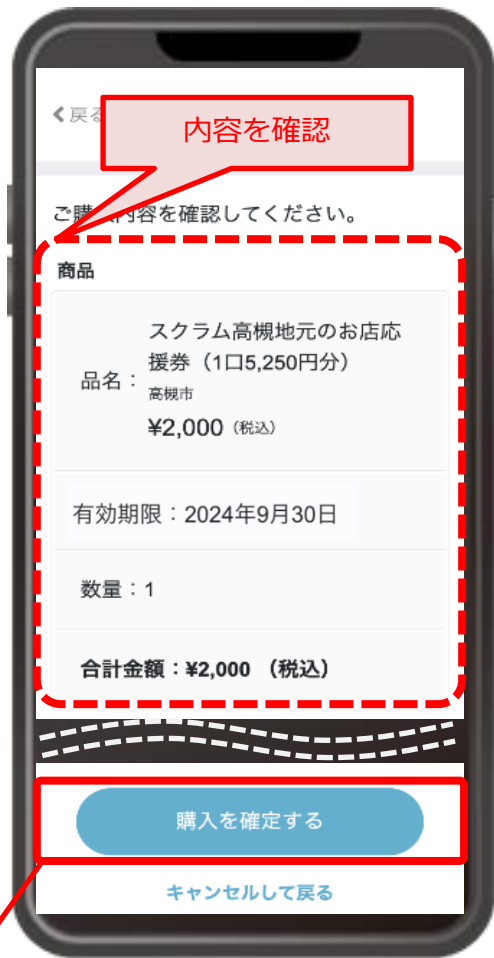 戻る
内容を確認
ご購入内容を確認してください。
商品
品名：
スクラム高槻地元のお店応
援券（1口5,250円分）
高槻市
¥2,000（税込）
有効期限：2024年9月30日
数量：1
合計金額：¥2,000 （税込）
購入を確定する
キャンセルして戻る